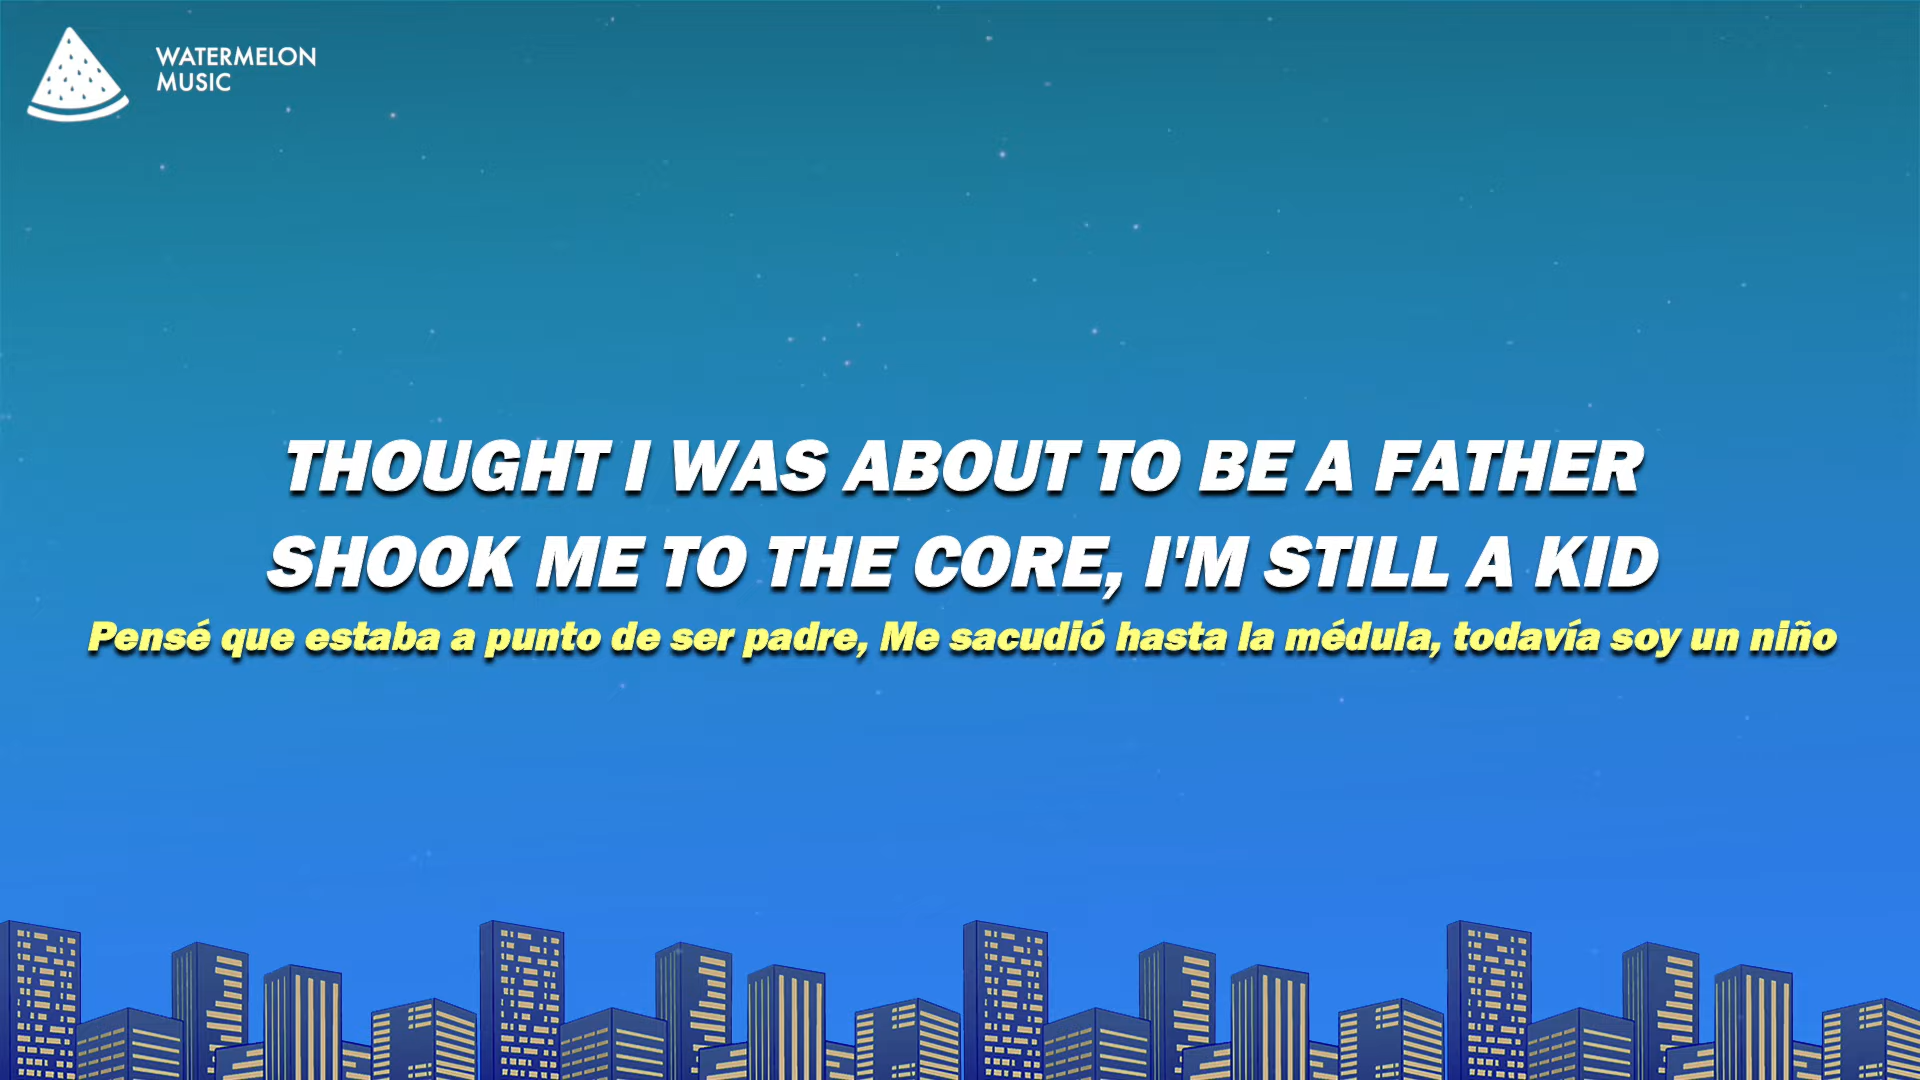 WATERMELON
MUSIC
THOUGHT I WAS ABOUT TO BE A FATHER
SHOOK ME TO THE CORE, I'M STILL A KID
Pensé que estaba a punto de ser padre, Me sacudió hasta la médula, todavía soy un niño